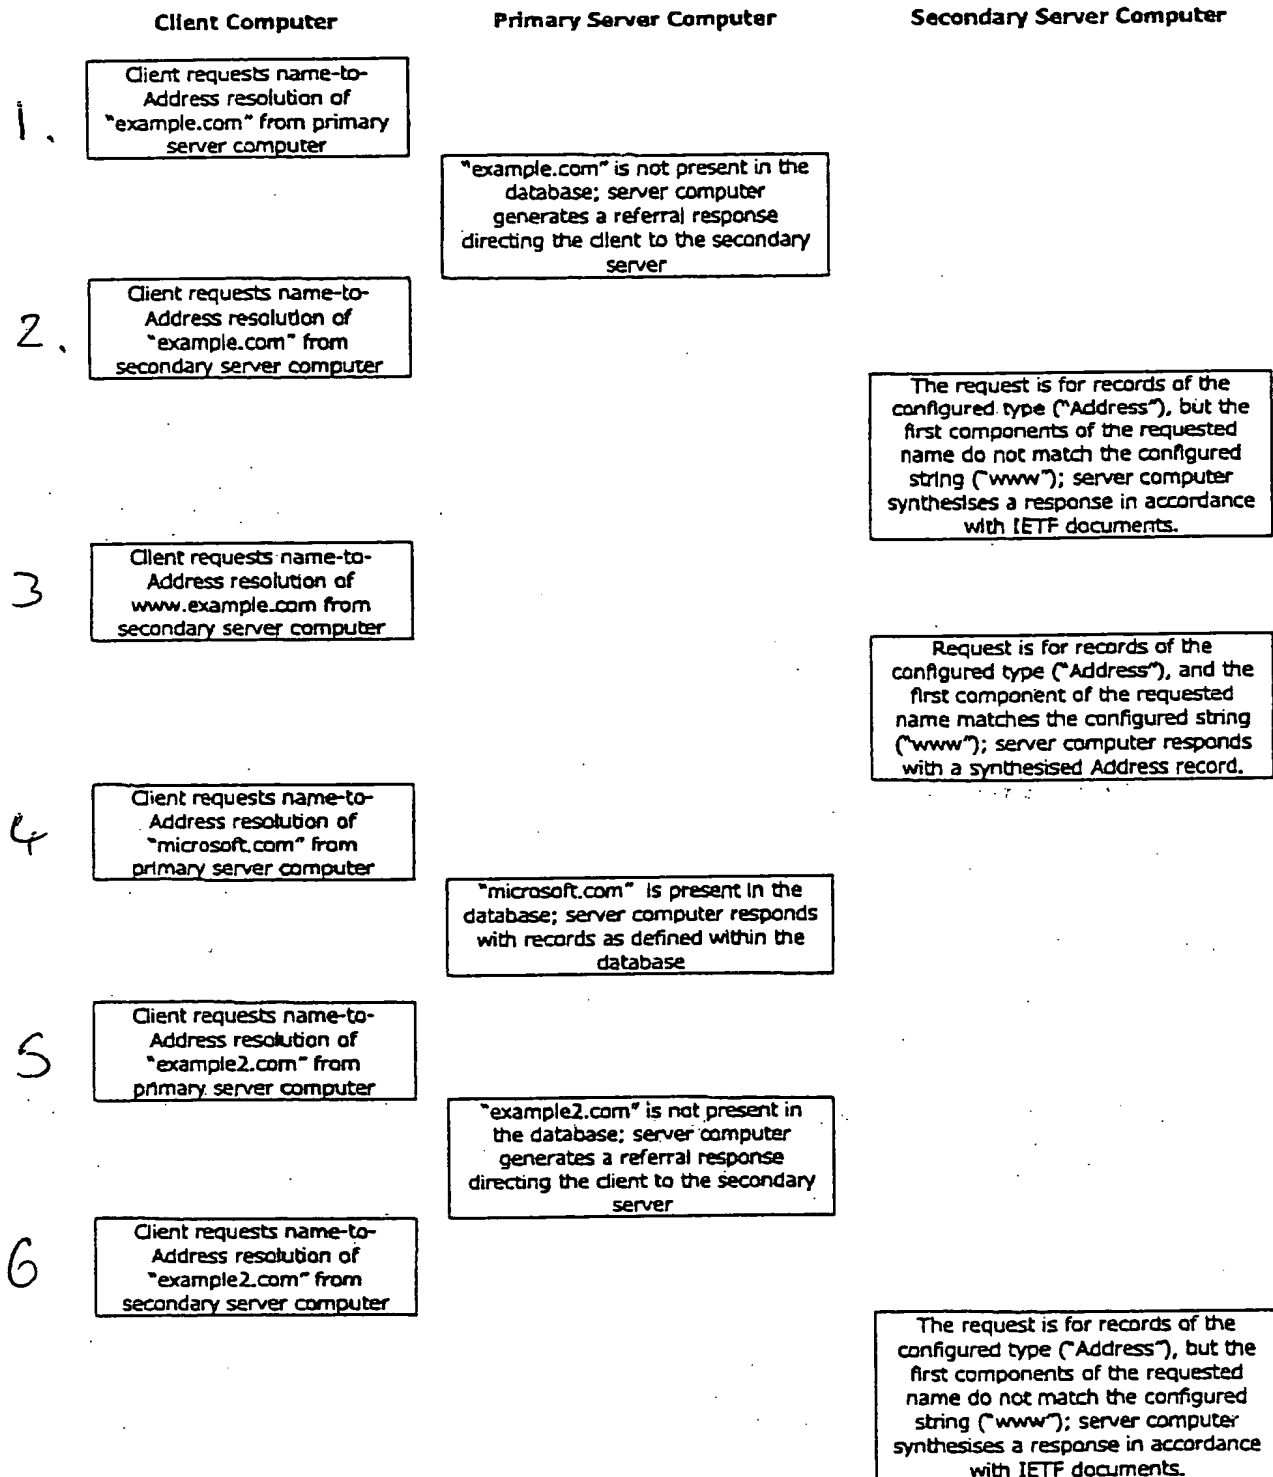 Client Computer
Primary Server Computer
Secondary Server Computer
1.
Client requests name-to-
Address resolution of
"example.com" from primary
server computer
"example.com" is not present in the
database; server computer
generates a referral response
directing the client to the secondary
server
2.
Client requests name-to-
Address resolution of
"example.com" from
secondary server computer
The request is for records of the
configured type ("Address"), but the
first components of the requested
name do not match the configured
string ("www"); server computer
synthesises a response in accordance
with IETF documents.
3
Client requests name-to-
Address resolution of
www.example.com from
secondary server computer
Request is for records of the
configured type ("Address"), and the
first component of the requested
name matches the configured string
("www"); server computer responds
with a synthesised Address record.
4
Client requests name-to-
Address resolution of
"microsoft.com" from
primary server computer
"microsoft.com" is present in the
database; server computer responds
with records as defined within the
database
5
Client requests name-to-
Address resolution of
"example2.com" from
primary server computer
"example2.com" is not present in
the database; server computer
generates a referral response
directing the client to the secondary
server
6
Client requests name-to-
Address resolution of
"example2.com" from
secondary server computer
The request is for records of the
configured type ("Address"), but the
first components of the requested
name do not match the configured
string ("www"); server computer
synthesises a response in accordance
with IETF documents.